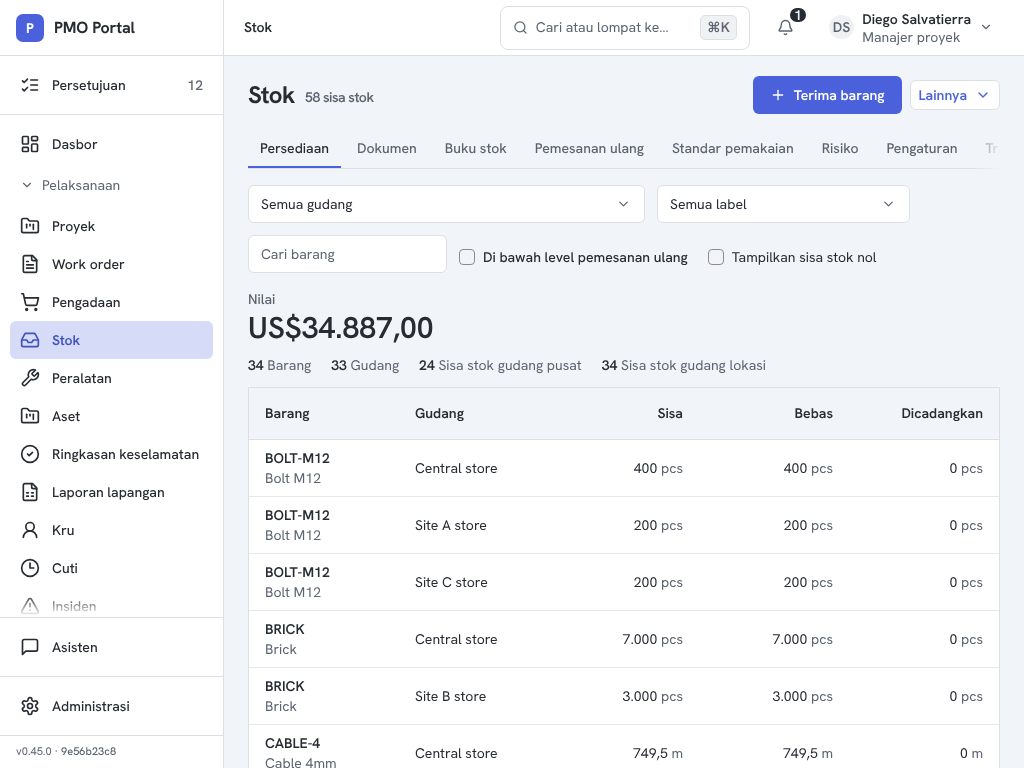 P PMO Portal
Stok
Cari atau lompat ke...
⌘K
1
DS
Diego Salvatierra
Manajer proyek
Persetujuan 12
Dasbor
Pelaksanaan
Proyek
Work order
Pengadaan
Stok
Peralatan
Aset
Ringkasan keselamatan
Laporan lapangan
Kru
Cuti
Insiden
Asisten
Administrasi
v0.45.0 · 9e56b23c8
Stok 58 sisa stok
Terima barang
Lainnya
Persediaan Dokumen Buku stok Pemesanan ulang Standar pemakaian Risiko Pengaturan Tr
Semua gudang
Semua label
Cari barang
Di bawah level pemesanan ulang
Tampilkan sisa stok nol
Nilai
US$34.887,00
34 Barang 33 Gudang 24 Sisa stok gudang pusat 34 Sisa stok gudang lokasi
Barang Gudang Sisa Bebas Dicadangkan
BOLT-M12
Bolt M12
Central store 400 pcs 400 pcs 0 pcs
BOLT-M12
Bolt M12
Site A store 200 pcs 200 pcs 0 pcs
BOLT-M12
Bolt M12
Site C store 200 pcs 200 pcs 0 pcs
BRICK
Brick
Central store 7.000 pcs 7.000 pcs 0 pcs
BRICK
Brick
Site B store 3.000 pcs 3.000 pcs 0 pcs
CABLE-4
Cable 4mm
Central store 749,5 m 749,5 m 0 m